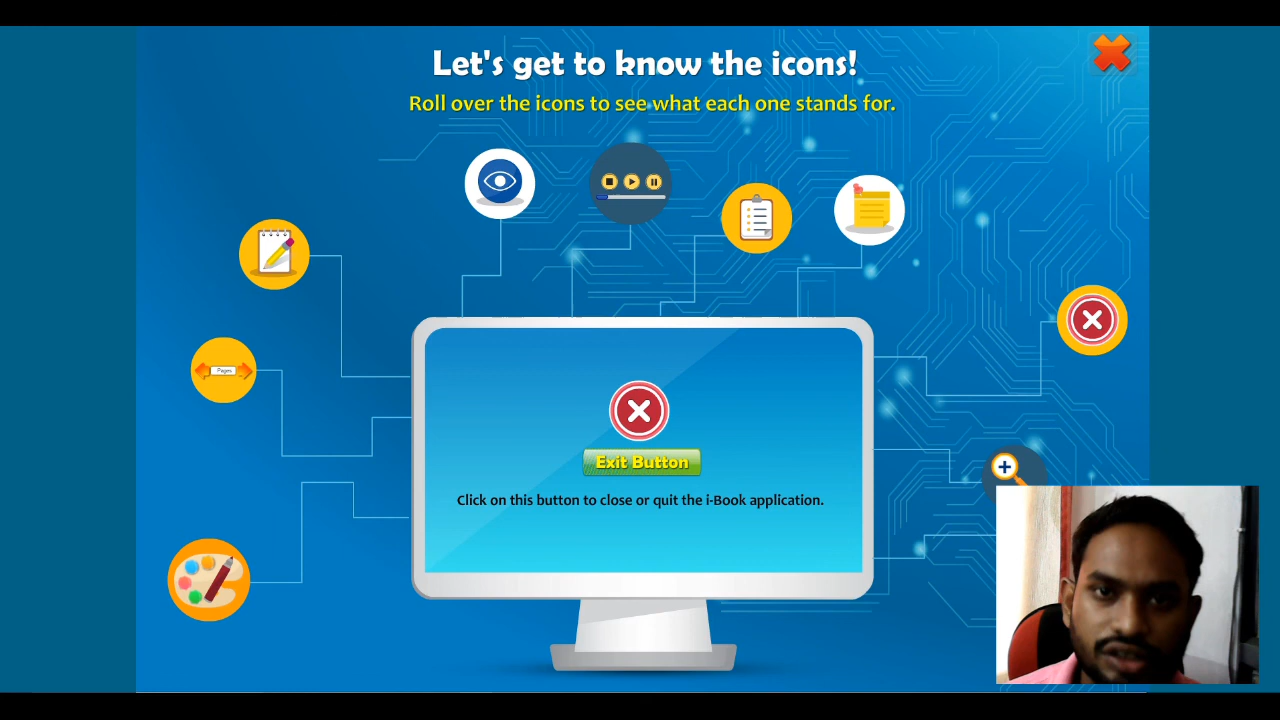 Let's get to know the icons!
Roll over the icons to see what each one stands for.
Pages
Exit Button
Click on this button to close or quit the i-Book application.